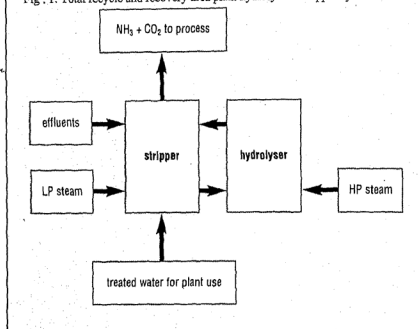 NH₃ + CO₂ to process
effluents
stripper
hydrolyser
LP steam
HP steam
treated water for plant use